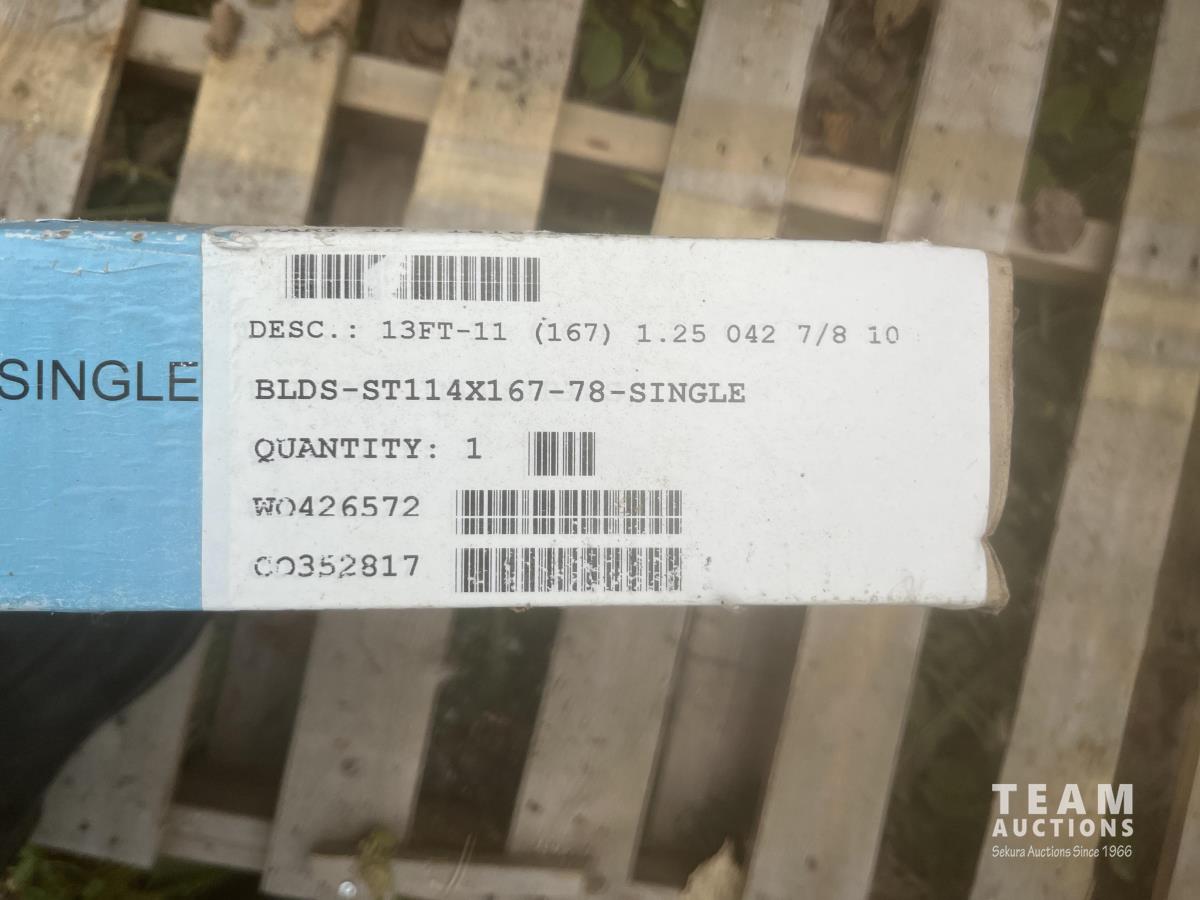 DESC.: 13FT-11 (167) 1.25 042 7/8 10
SINGLE
BLDS-ST114X167-78-SINGLE
QUANTITY: 1
WO426572
CO352817
TEAM
AUCTIONS
Sekura Auctions Since 1966